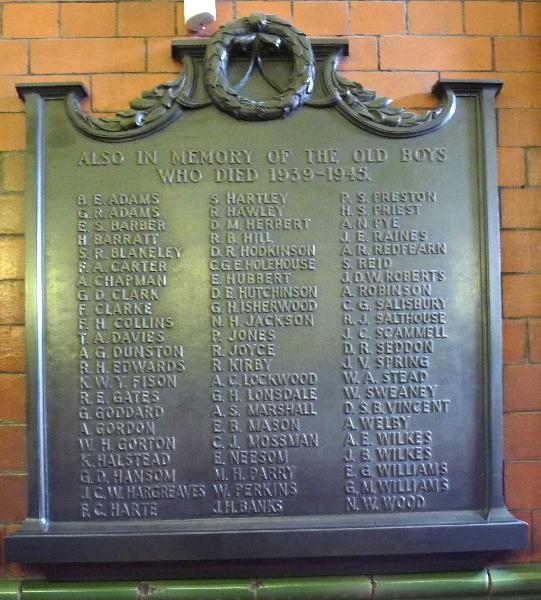 ALSO IN MEMORY OF THE OLD BOYS
WHO DIED 1939-1945.
B. E. ADAMS
G. R. ADAMS
E. S. BARBER
H. BARRATT
S. R. BLAKELEY
F. A. CARTER
A. CHAPMAN
G. D. CLARK
F. CLARKE
F. H. COLLINS
T. A. DAVIES
A. G. DUNSTON
R. H. EDWARDS
K. W. Y. FISON
R. E. GATES
G. GODDARD
A. GORDON
W. H. GORTON
K. HALSTEAD
G. D. HANSOM
J. C. W. HARGREAVES
F. C. HARTE
S. HARTLEY
R. HAWLEY
D. M. HERBERT
R. B. HILL
D. R. HODKINSON
C. G. E. HOLEHOUSE
E. HUBBERT
D. E. HUTCHINSON
G. H. ISHERWOOD
N. H. JACKSON
P. JONES
R. JOYCE
R. KIRBY
A. C. LOCKWOOD
G. H. LONSDALE
A. S. MARSHALL
E. B. MASON
C. J. MOSSMAN
E. NEESOM
M. H. PARRY
W. PERKINS
J. H. BANKS
P. S. PRESTON
H. S. PRIEST
A. N. PYE
J. E. RAINES
A. R. REDFEARN
S. REID
J. D. W. ROBERTS
A. ROBINSON
C. G. SALISBURY
R. J. SALTHOUSE
J. C. SCAMMELL
D. R. SEDDON
J. V. SPRING
W. A. STEAD
W. SWEANEY
D. S. B. VINCENT
A. WELBY
A. E. WILKES
J. B. WILKES
E. G. WILLIAMS
G. M. WILLIAMS
N. W. WOOD